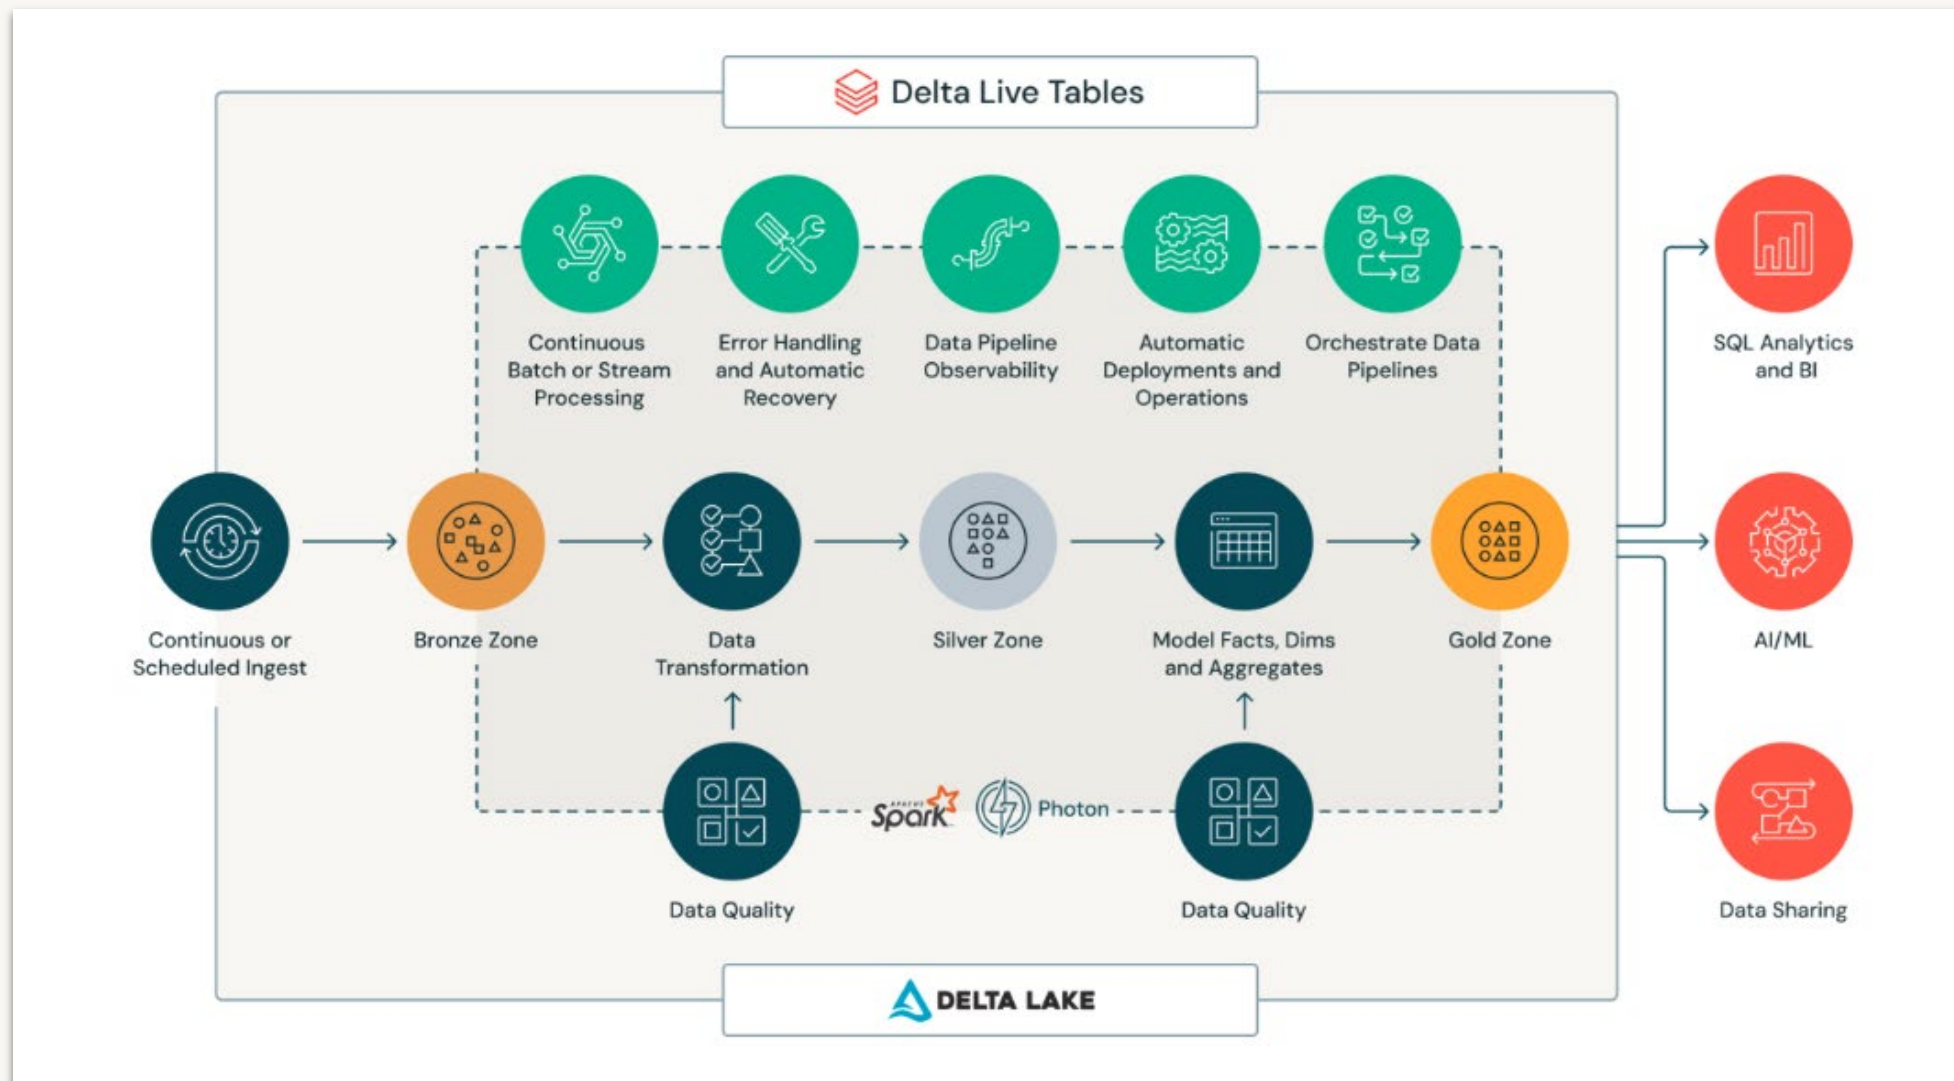 Delta Live Tables
Continuous
Batch or Stream
Processing
Error Handling
and Automatic
Recovery
Data Pipeline
Observability
Automatic
Deployments and
Operations
Orchestrate Data
Pipelines
SQL Analytics
and BI
Continuous or
Scheduled Ingest
Bronze Zone
Data
Transformation
Silver Zone
Model Facts, Dims
and Aggregates
Gold Zone
AI/ML
APACHE
Spark
Photon
Data Quality
Data Quality
Data Sharing
DELTA LAKE